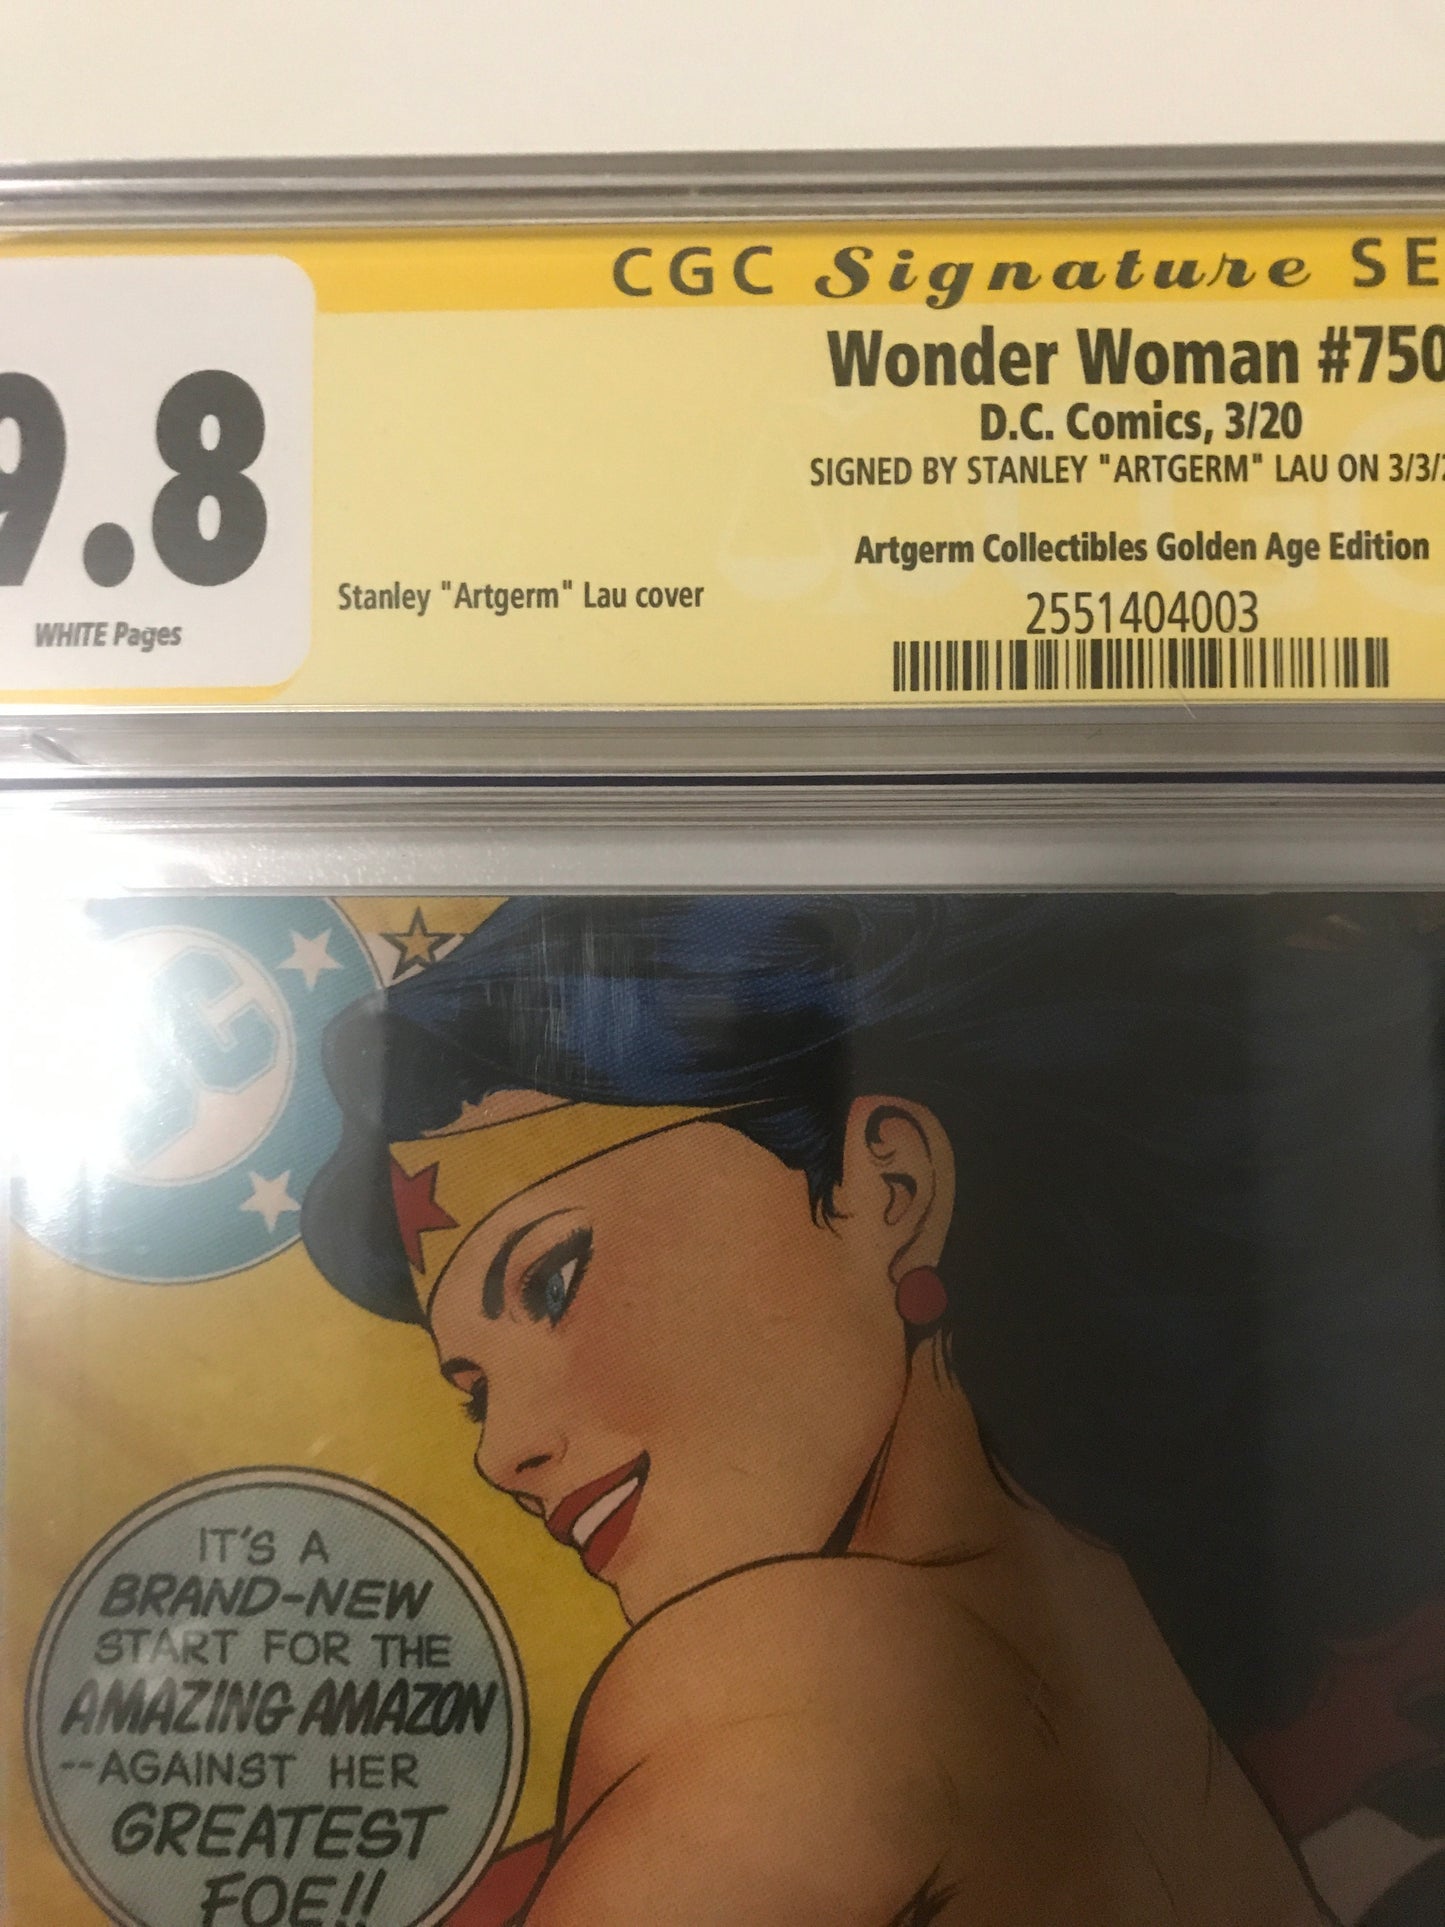 CGC Signature SE
9.8
WHITE Pages
Wonder Woman #750
D.C. Comics, 3/20
SIGNED BY STANLEY "ARTGERM" LAU ON 3/3/2
Artgerm Collectibles Golden Age Edition
Stanley "Artgerm" Lau cover
2551404003
C
IT'S A
BRAND-NEW
START FOR THE
AMAZING AMAZON
--AGAINST HER
GREATEST
FOE!!